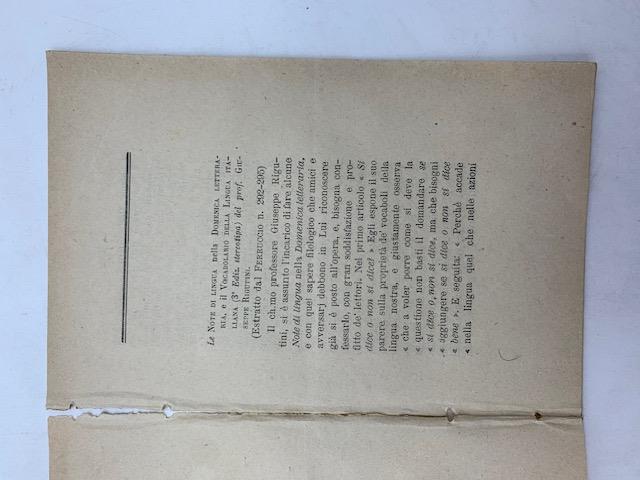 Le NOTE DI LINGUA nella DOMENICA LETTERA-
RIA, e il VOCABOLARIO DELLA LINGUA ITA-
LIANA (3ª Ediz. stereotipa) del prof. GIU-
SEPPE RIGUTINI.
(Estratto dal FERRUCCIO n. 292-295)
Il ch.mo professore Giuseppe Rigu-
tini, si è assunto l'incarico di fare alcune
Note di lingua nella Domenica letteraria,
e con quel sapere filologico che amici e
avversarj debbono in Lui riconoscere
già si è posto all'opera, e, bisogna con-
fessarlo, con gran soddisfazione e pro-
fitto de' lettori. Nel primo articolo « Si
dice o non si dice? » Egli espone il suo
parere sulla proprietà de' vocaboli della
lingua nostra, e giustamente osserva
« che a voler porre come si deve la
« questione non basti il domandare se
« si dice o non si dice, ma che bisogni
« aggiungere se si dice o non si dice
« bene ». E seguita: « Perchè accade
« nella lingua quel che nelle azioni